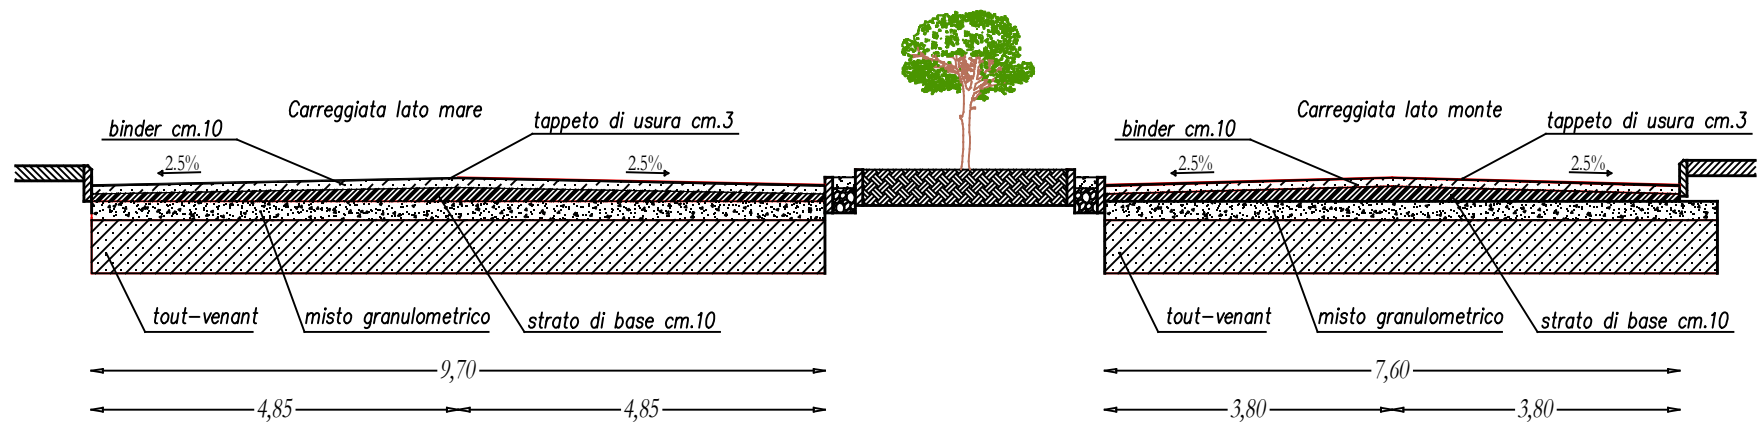 Carreggiata lato mare
binder cm.10
tappeto di usura cm.3
2.5%
2.5%
tout-venant
misto granulometrico
strato di base cm.10
9,70
4,85
4,85
Carreggiata lato monte
binder cm.10
tappeto di usura cm.3
2.5%
2.5%
tout-venant
misto granulometrico
strato di base cm.10
7,60
3,80
3,80